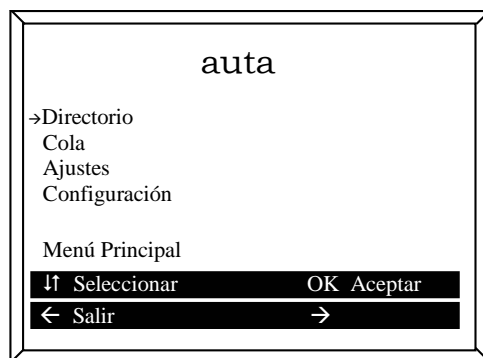 auta
→Directorio
Cola
Ajustes
Configuración
Menú Principal
↓↑ Seleccionar OK Aceptar
← Salir →